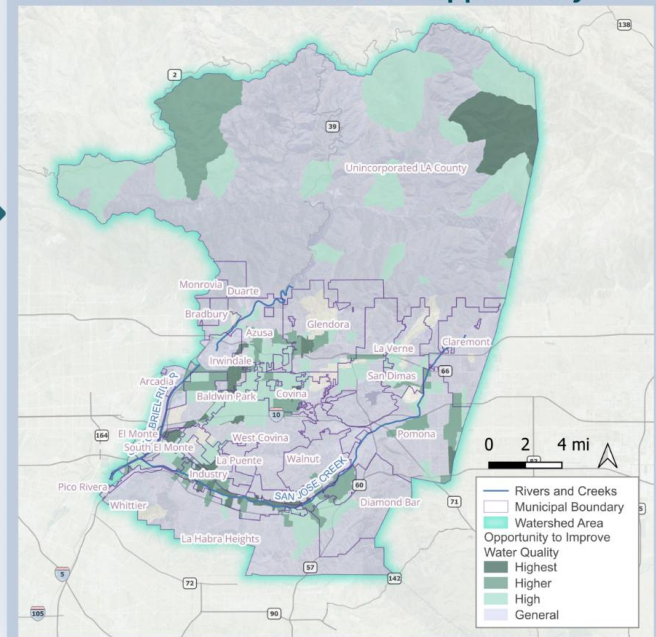 138
2
39
Unincorporated LA County
Monrovia
Duarte
Bradbury
Azusa
Glendora
Claremont
La Verne
Irwindale
66
San Dimas
Arcadia
Baldwin Park
Covina
BRIEL RIV
10
164
El Monte
West Covina
Pomona
South El Monte
La Puente
Walnut
Industry
SAN JOSE CREEK
60
Pico Rivera
Whittier
Diamond Bar
71
La Habra Heights
5
57
72
142
90
105
0 2 4 mi
Rivers and Creeks
Municipal Boundary
Watershed Area
Opportunity to Improve
Water Quality
Highest
Higher
High
General